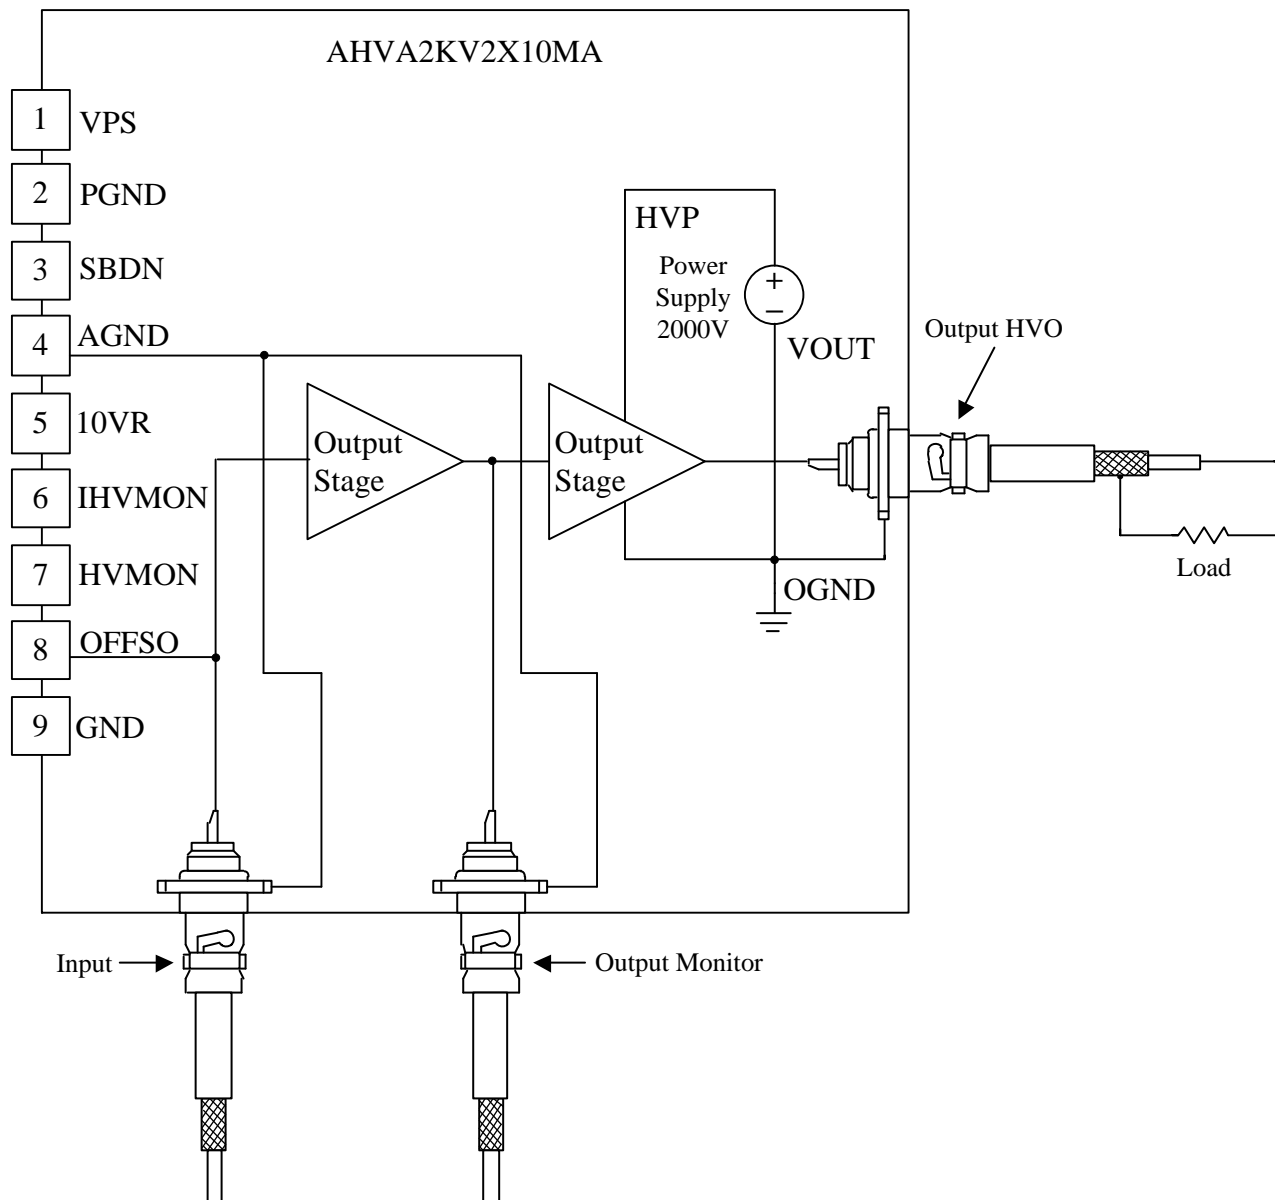 AHVA2KV2X10MA
1 VPS
2 PGND
3 SBDN
4 AGND
5 10VR
6 IHVMON
7 HVMON
8 OFFSO
9 GND
Output
Stage
Output
Stage
HVP
Power
Supply
2000V
+
−
VOUT
OGND
Output HVO
Load
Input
Output Monitor